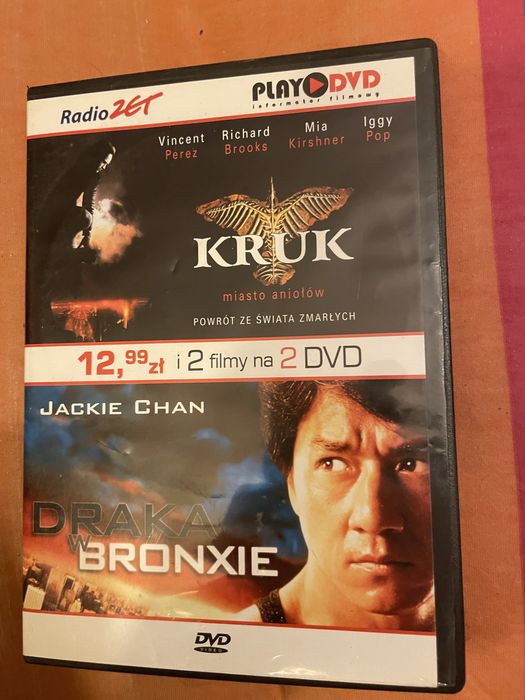 Radio ZET
PLAY DVD
informator filmowy
Vincent Perez
Richard Brooks
Mia Kirshner
Iggy Pop
KRUK
miasto aniołów
POWRÓT ZE ŚWIATA ZMARŁYCH
12,99 zł i 2 filmy na 2 DVD
JACKIE CHAN
DRAKA
W
BRONXIE
DVD
VIDEO